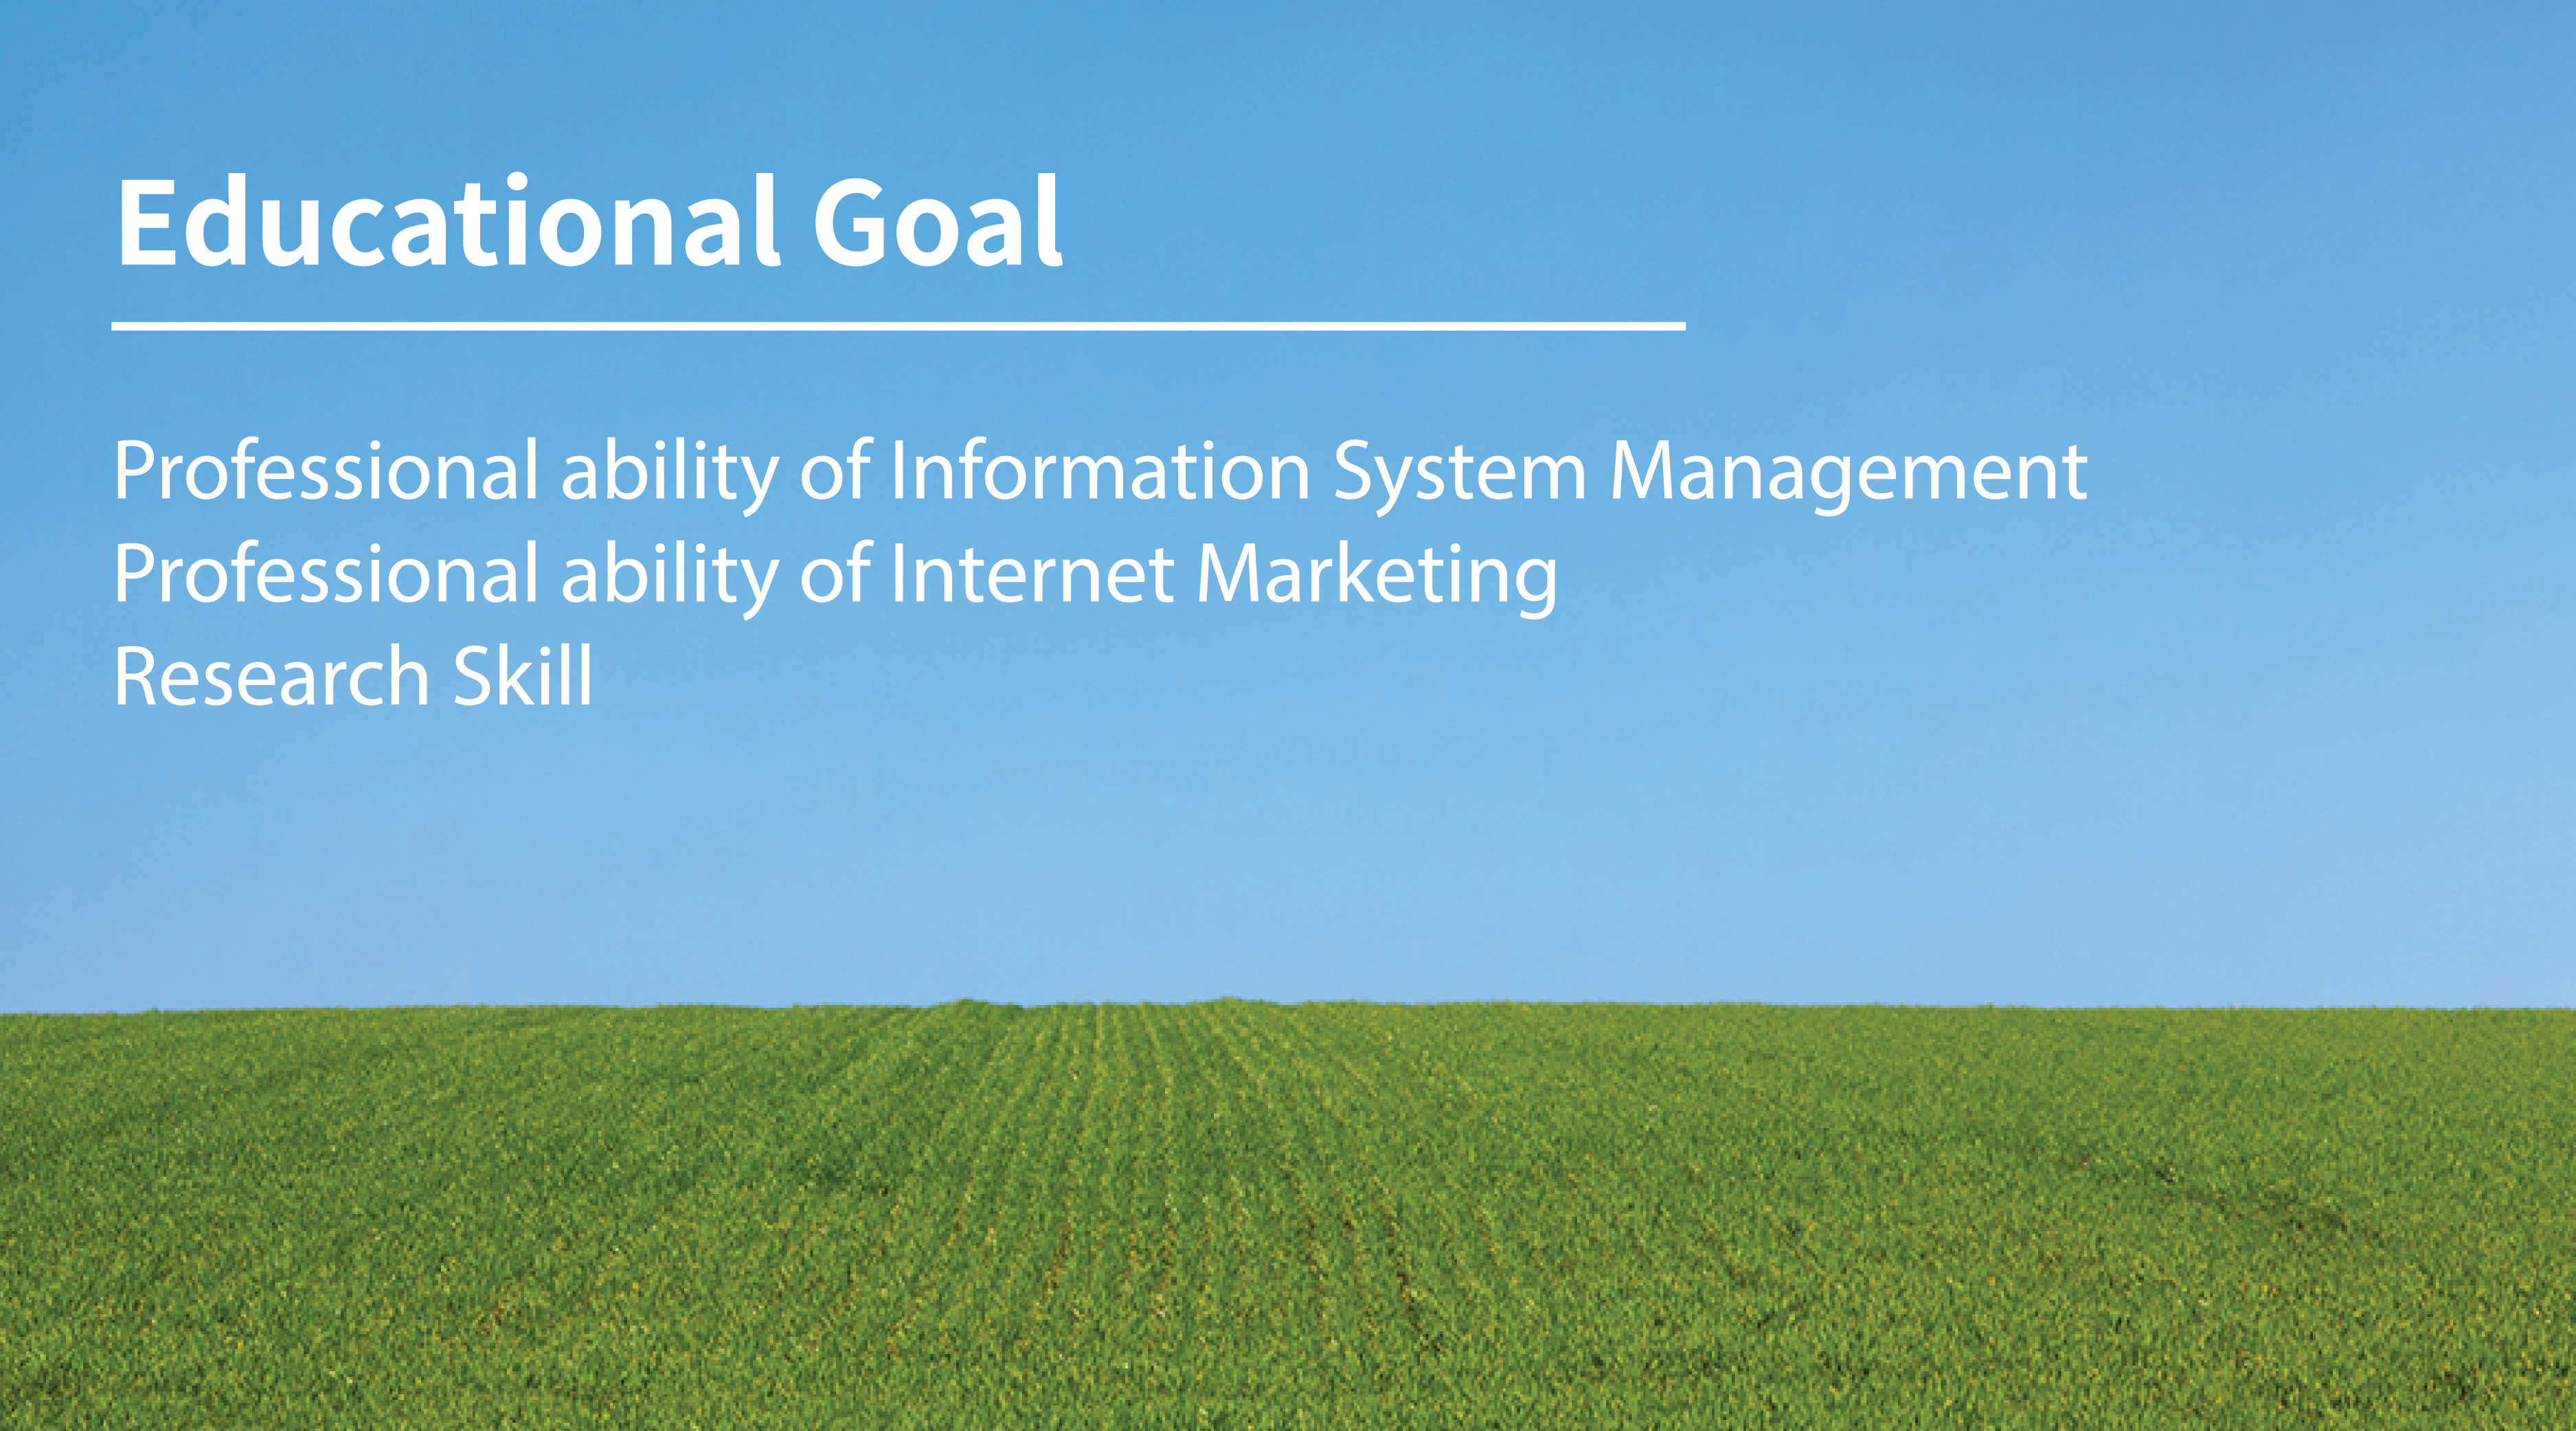 Educational Goal
Professional ability of Information System Management
Professional ability of Internet Marketing
Research Skill